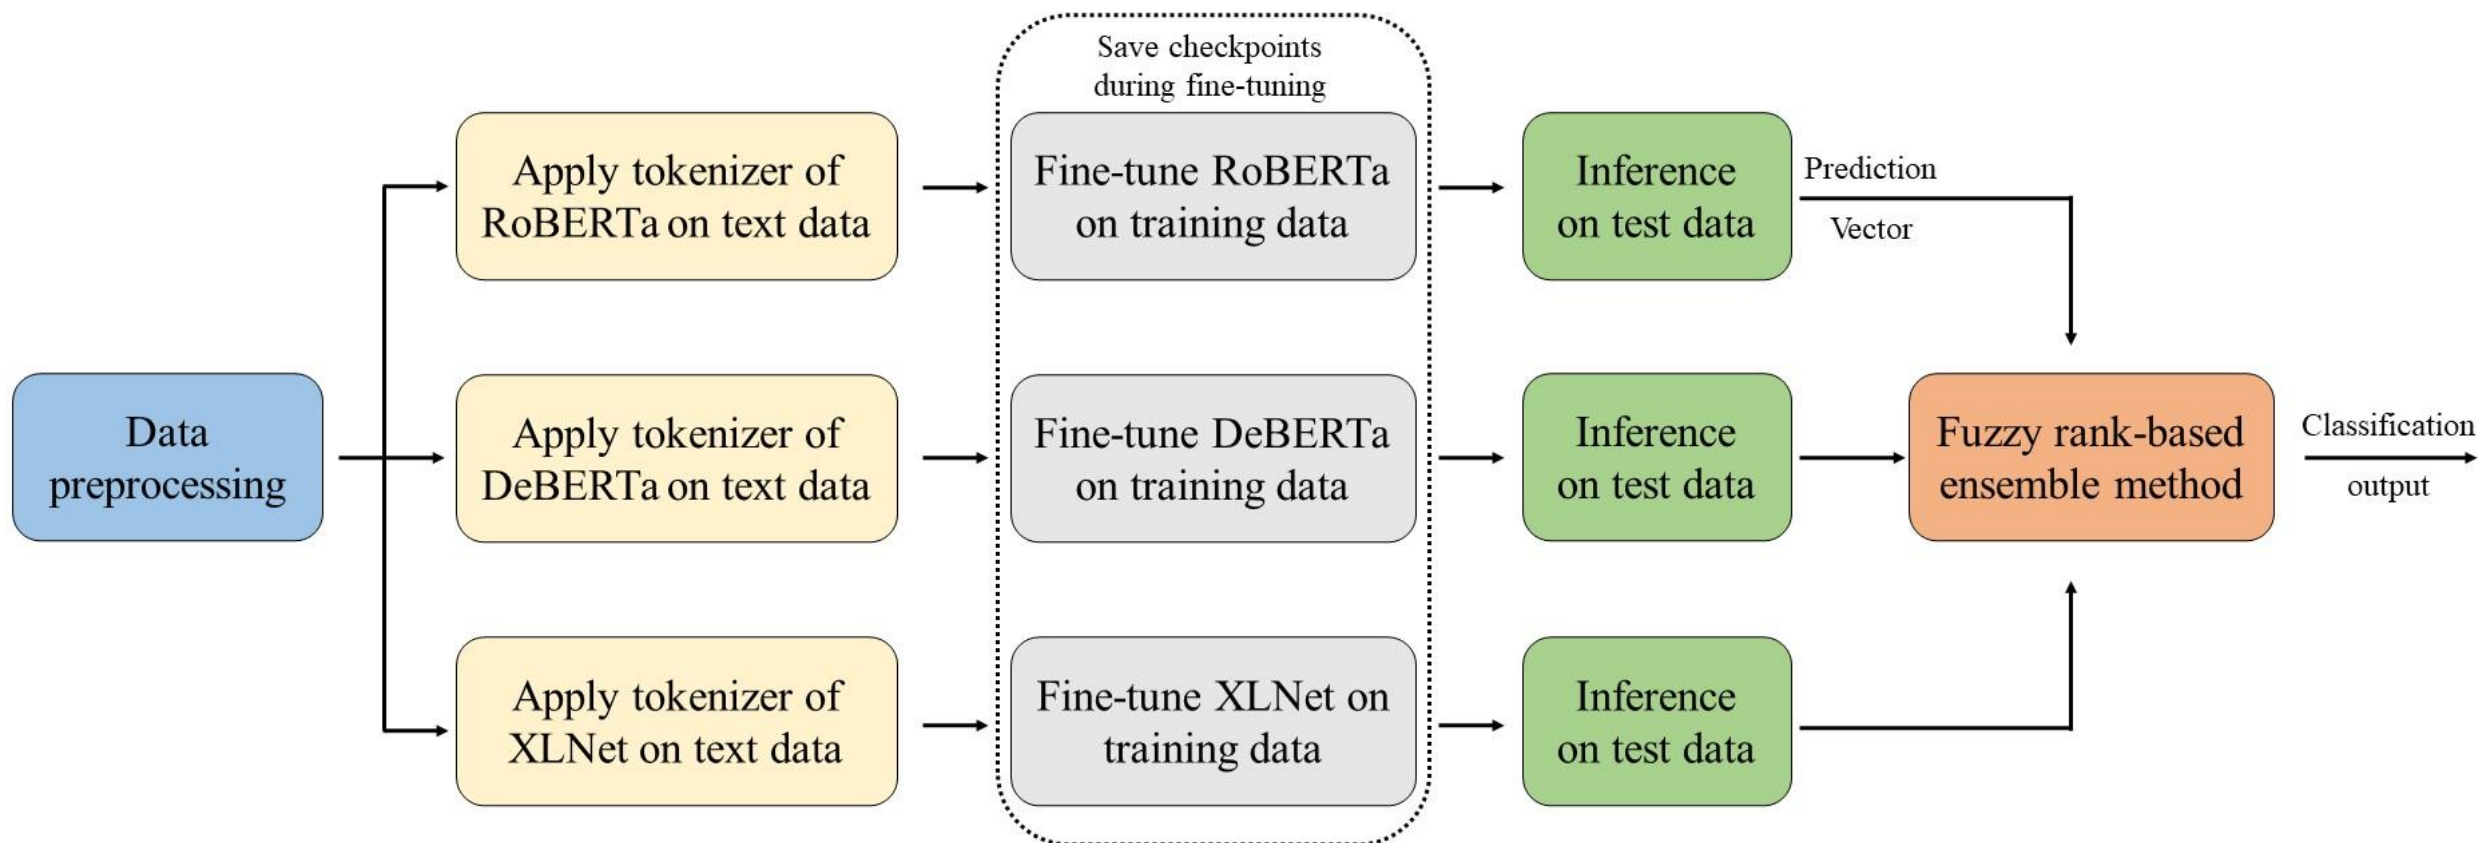 Save checkpoints
during fine-tuning
Apply tokenizer of
RoBERTa on text data
Fine-tune RoBERTa
on training data
Inference
on test data
Prediction
Vector
Data
preprocessing
Apply tokenizer of
DeBERTa on text data
Fine-tune DeBERTa
on training data
Inference
on test data
Fuzzy rank-based
ensemble method
Classification
output
Apply tokenizer of
XLNet on text data
Fine-tune XLNet on
training data
Inference
on test data